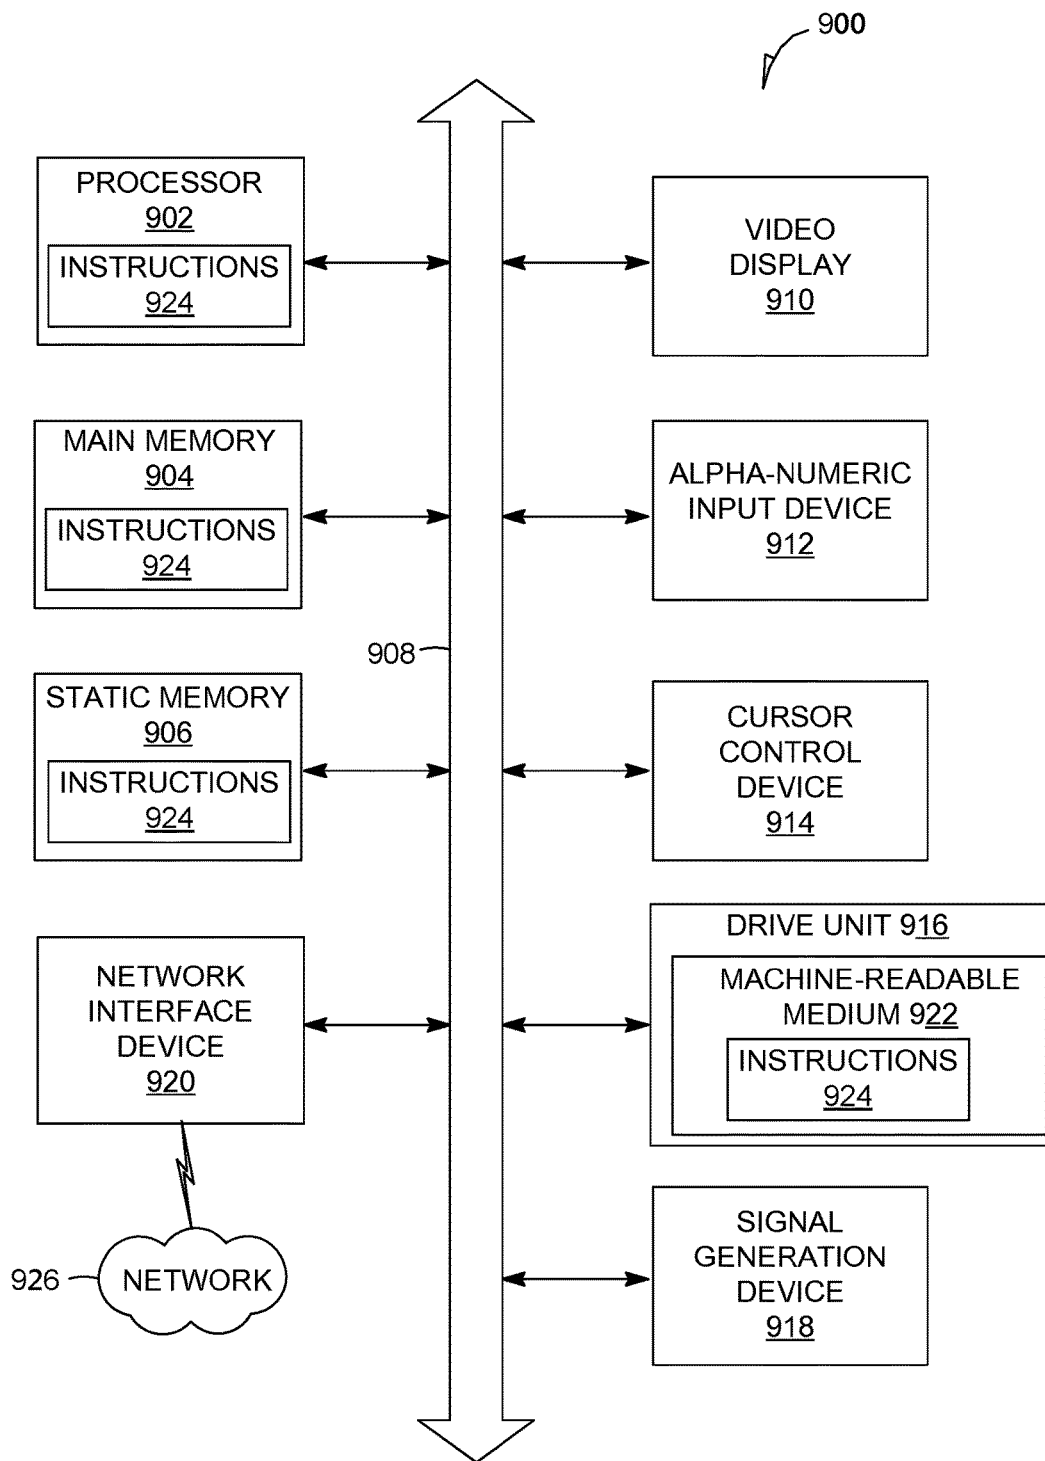 900
PROCESSOR
902
INSTRUCTIONS
924
VIDEO
DISPLAY
910
MAIN MEMORY
904
INSTRUCTIONS
924
ALPHA-NUMERIC
INPUT DEVICE
912
908
STATIC MEMORY
906
INSTRUCTIONS
924
CURSOR
CONTROL
DEVICE
914
NETWORK
INTERFACE
DEVICE
920
DRIVE UNIT 916
MACHINE-READABLE
MEDIUM 922
INSTRUCTIONS
924
926
NETWORK
SIGNAL
GENERATION
DEVICE
918